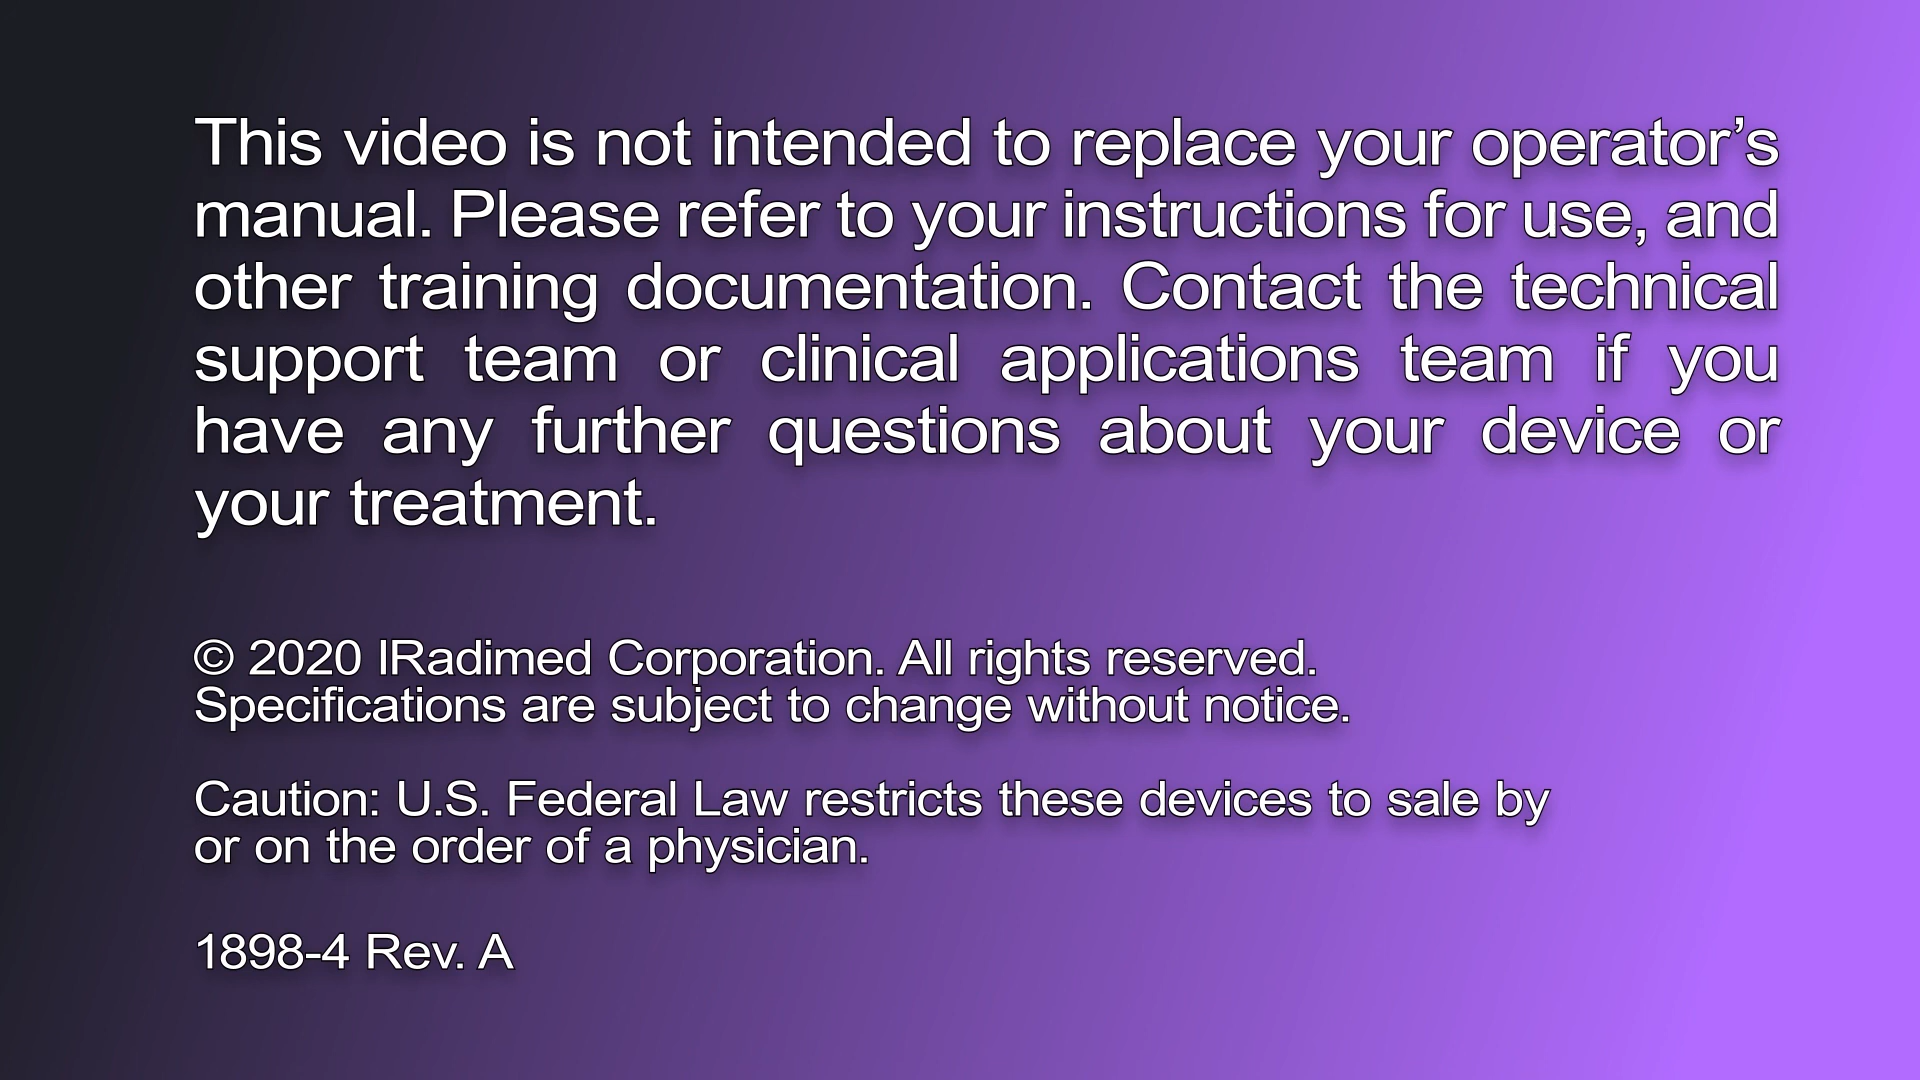 This video is not intended to replace your operator’s
manual. Please refer to your instructions for use, and
other training documentation. Contact the technical
support team or clinical applications team if you
have any further questions about your device or
your treatment.
© 2020 IRadimed Corporation. All rights reserved.
Specifications are subject to change without notice.
Caution: U.S. Federal Law restricts these devices to sale by
or on the order of a physician.
1898-4 Rev. A